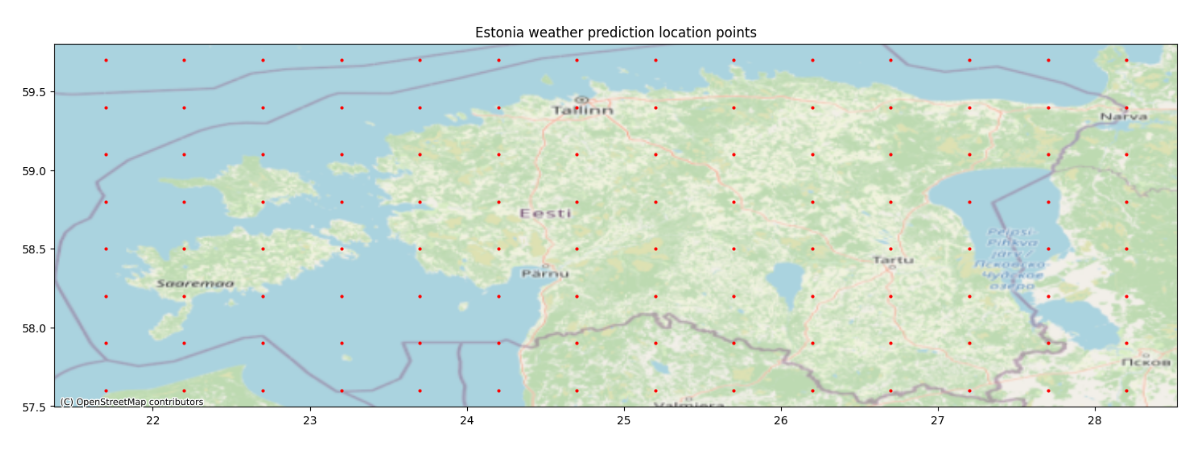 Estonia weather prediction location points
59.5
59.0
58.5
58.0
57.5
Tallinn
Narva
Eesti
Pärnu
Tartu
Saaremaa
Peipsi-
Pihkva
järv /
Псковско-
Чудское
озеро
Псков
Valmiera
(C) OpenStreetMap contributors
22
23
24
25
26
27
28